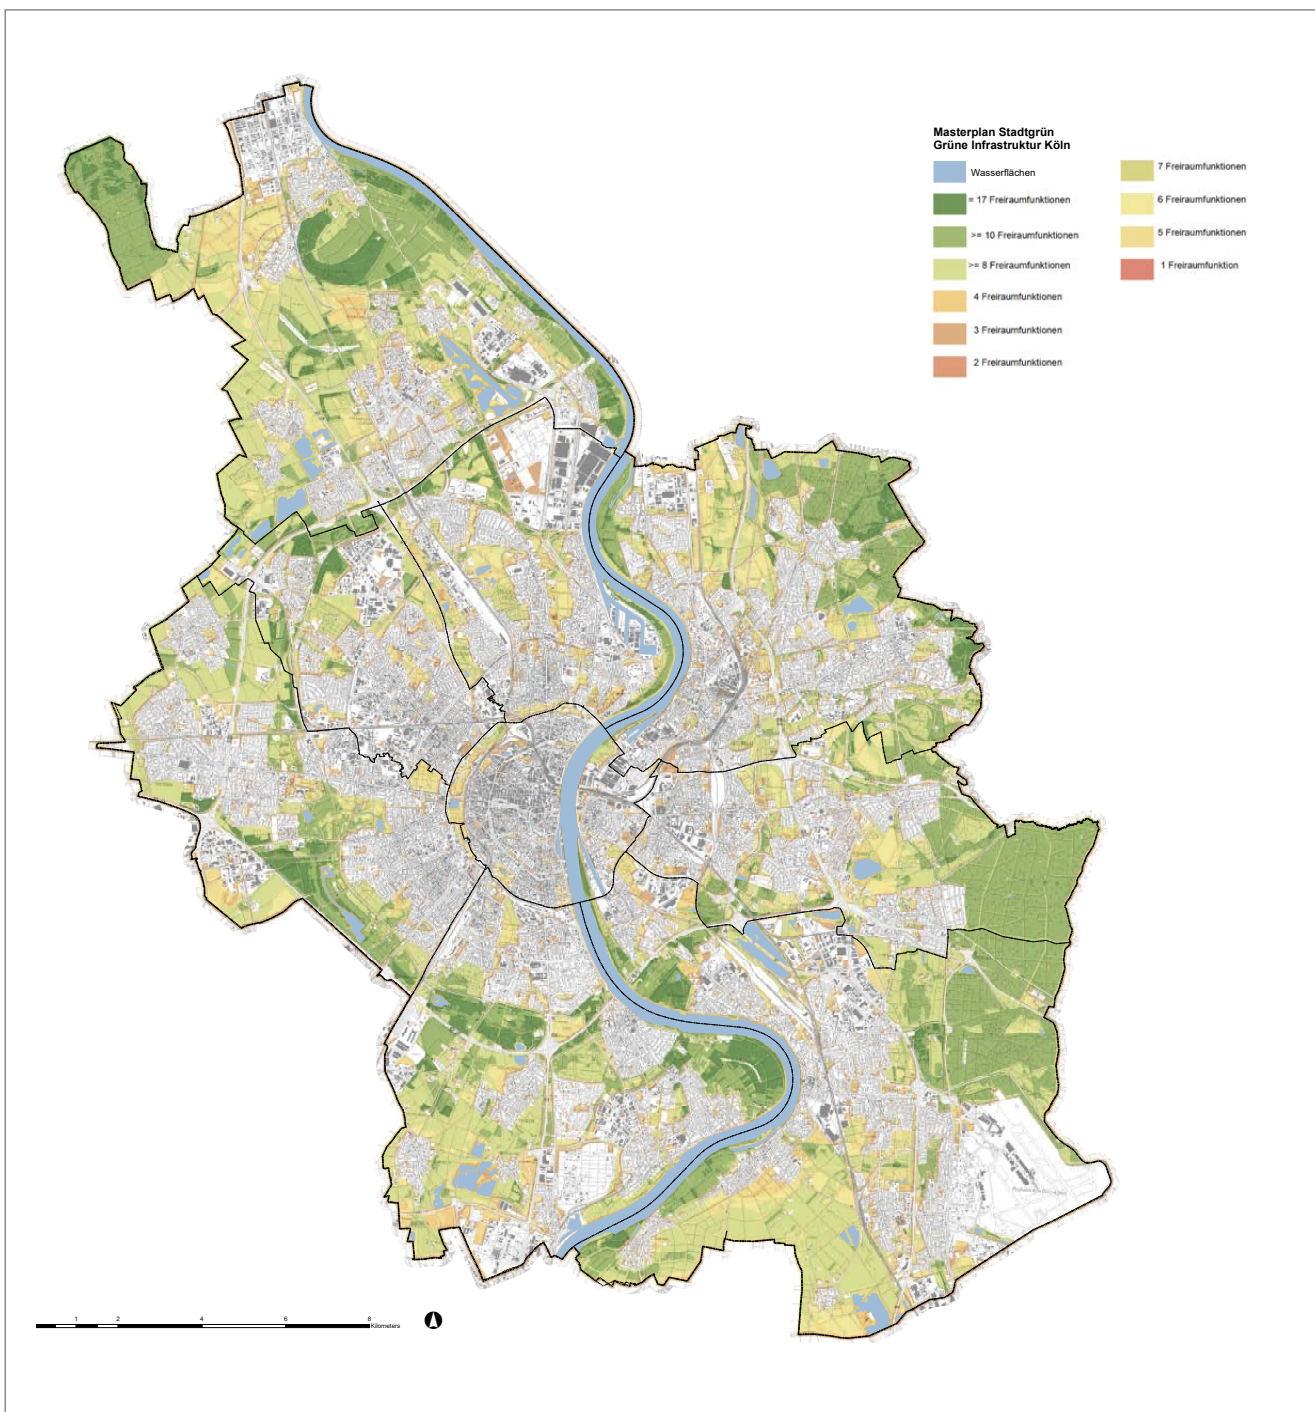 Masterplan Stadtgrün
Grüne Infrastruktur Köln
Wasserflächen
= 17 Freiraumfunktionen
>= 10 Freiraumfunktionen
>= 8 Freiraumfunktionen
4 Freiraumfunktionen
3 Freiraumfunktionen
2 Freiraumfunktionen
7 Freiraumfunktionen
6 Freiraumfunktionen
5 Freiraumfunktionen
1 Freiraumfunktion
1 2 4 6 8
Kilometers